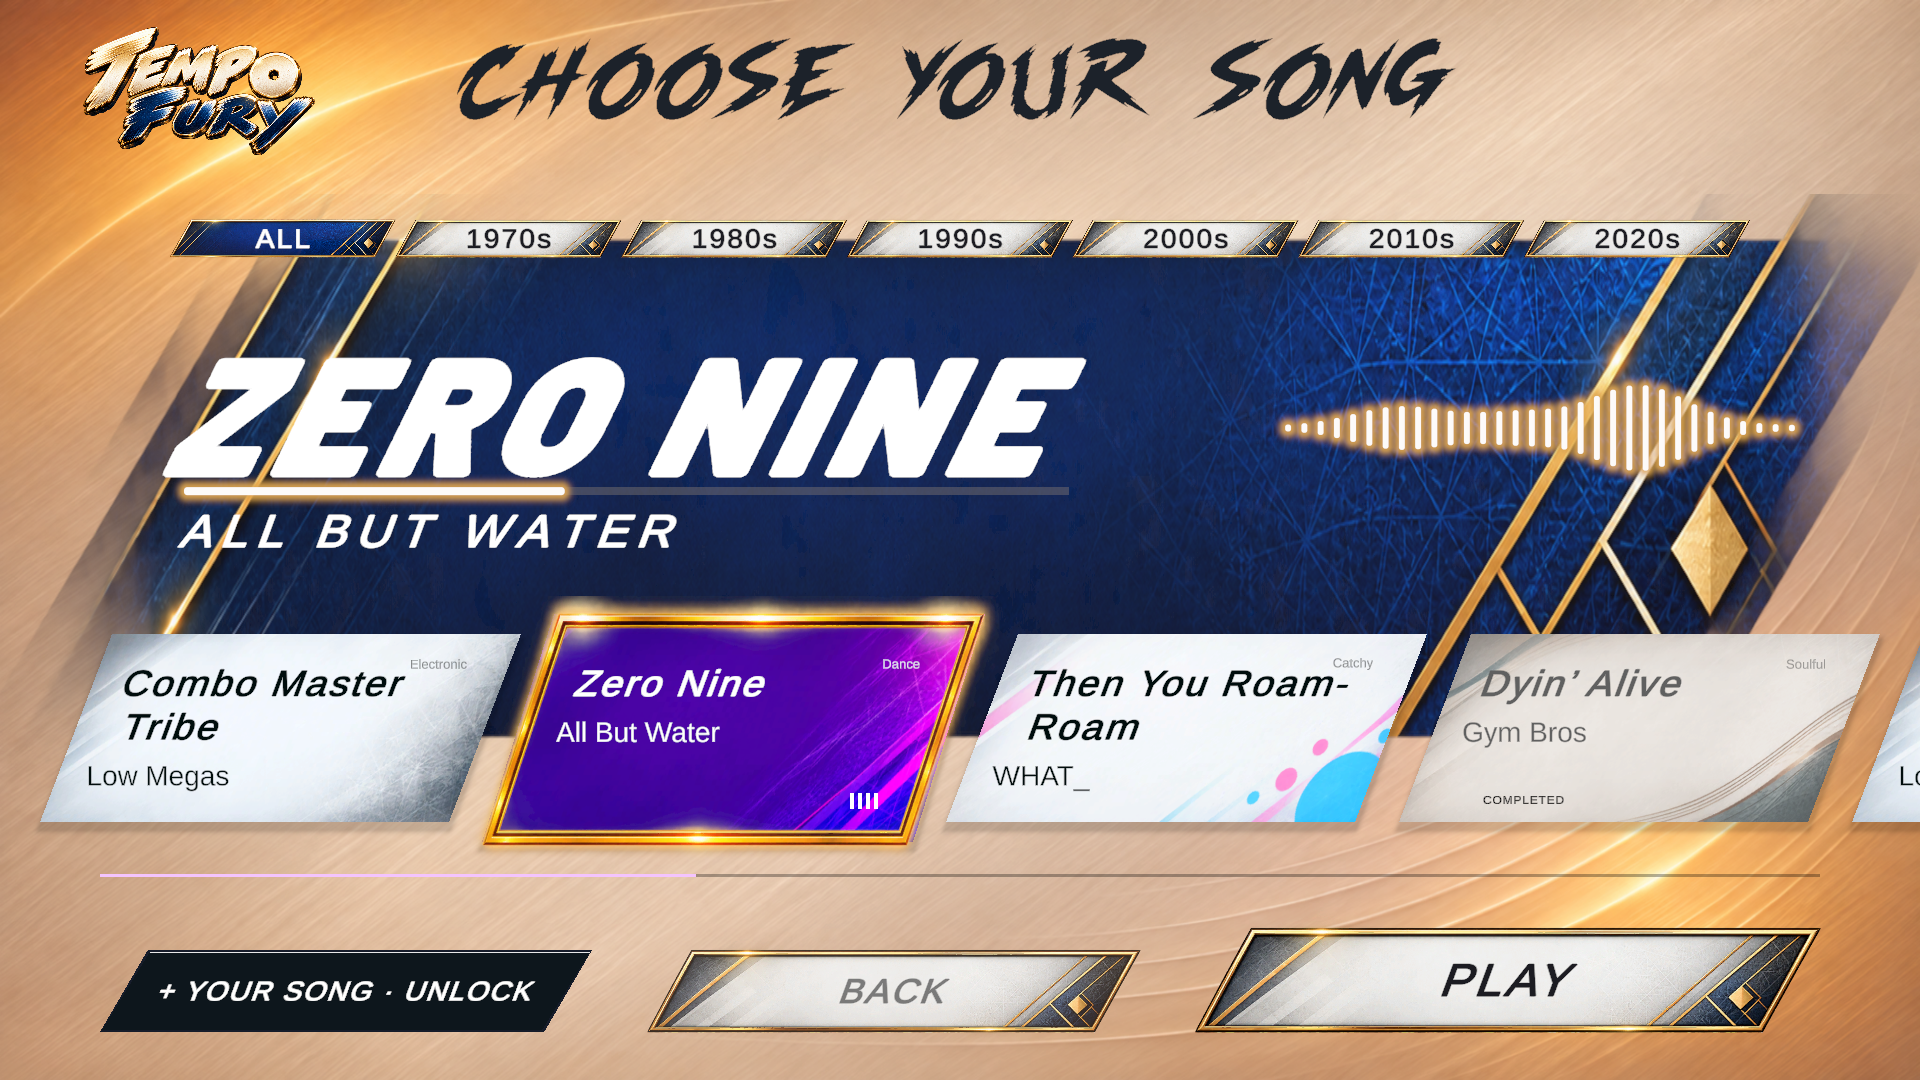 TEMPO
FURY
CHOOSE YOUR SONG
ALL
1970s
1980s
1990s
2000s
2010s
2020s
ZERO NINE
ALL BUT WATER
Combo Master
Tribe
Electronic
Low Megas
Zero Nine
Dance
All But Water
Then You Roam-
Roam
Catchy
WHAT_
Dyin’ Alive
Soulful
Gym Bros
COMPLETED
+ YOUR SONG · UNLOCK
BACK
PLAY